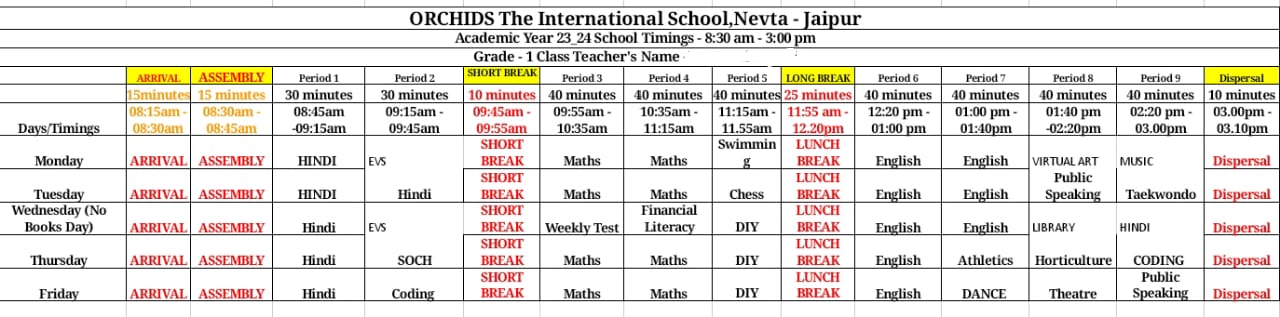 ORCHIDS The International School,Nevta - Jaipur
Academic Year 23_24 School Timings - 8:30 am - 3:00 pm
Grade - 1 Class Teacher's Name
ARRIVAL ASSEMBLY Period 1 Period 2 SHORT BREAK Period 3 Period 4 Period 5 LONG BREAK Period 6 Period 7 Period 8 Period 9 Dispersal
15minutes 15 minutes 30 minutes 30 minutes 10 minutes 40 minutes 40 minutes 40 minutes 25 minutes 40 minutes 40 minutes 40 minutes 40 minutes 10 minutes
Days/Timings 08:15am - 08:30am 08:30am - 08:45am 08:45am -09:15am 09:15am - 09:45am 09:45am - 09:55am 09:55am - 10:35am 10:35am - 11:15am 11:15am - 11.55am 11:55 am - 12.20pm 12:20 pm - 01:00 pm 01:00 pm - 01:40pm 01:40 pm -02:20pm 02:20 pm - 03.00pm 03.00pm - 03.10pm
Monday ARRIVAL ASSEMBLY HINDI EVS SHORT BREAK Maths Maths Swimming LUNCH BREAK English English VIRTUAL ART MUSIC Dispersal
Tuesday ARRIVAL ASSEMBLY HINDI Hindi SHORT BREAK Maths Maths Chess LUNCH BREAK English English Public Speaking Taekwondo Dispersal
Wednesday (No Books Day) ARRIVAL ASSEMBLY Hindi EVS SHORT BREAK Weekly Test Financial Literacy DIY LUNCH BREAK English English LIBRARY HINDI Dispersal
Thursday ARRIVAL ASSEMBLY Hindi SOCH SHORT BREAK Maths Maths DIY LUNCH BREAK English Athletics Horticulture CODING Dispersal
Friday ARRIVAL ASSEMBLY Hindi Coding SHORT BREAK Maths Maths DIY LUNCH BREAK English DANCE Theatre Public Speaking Dispersal